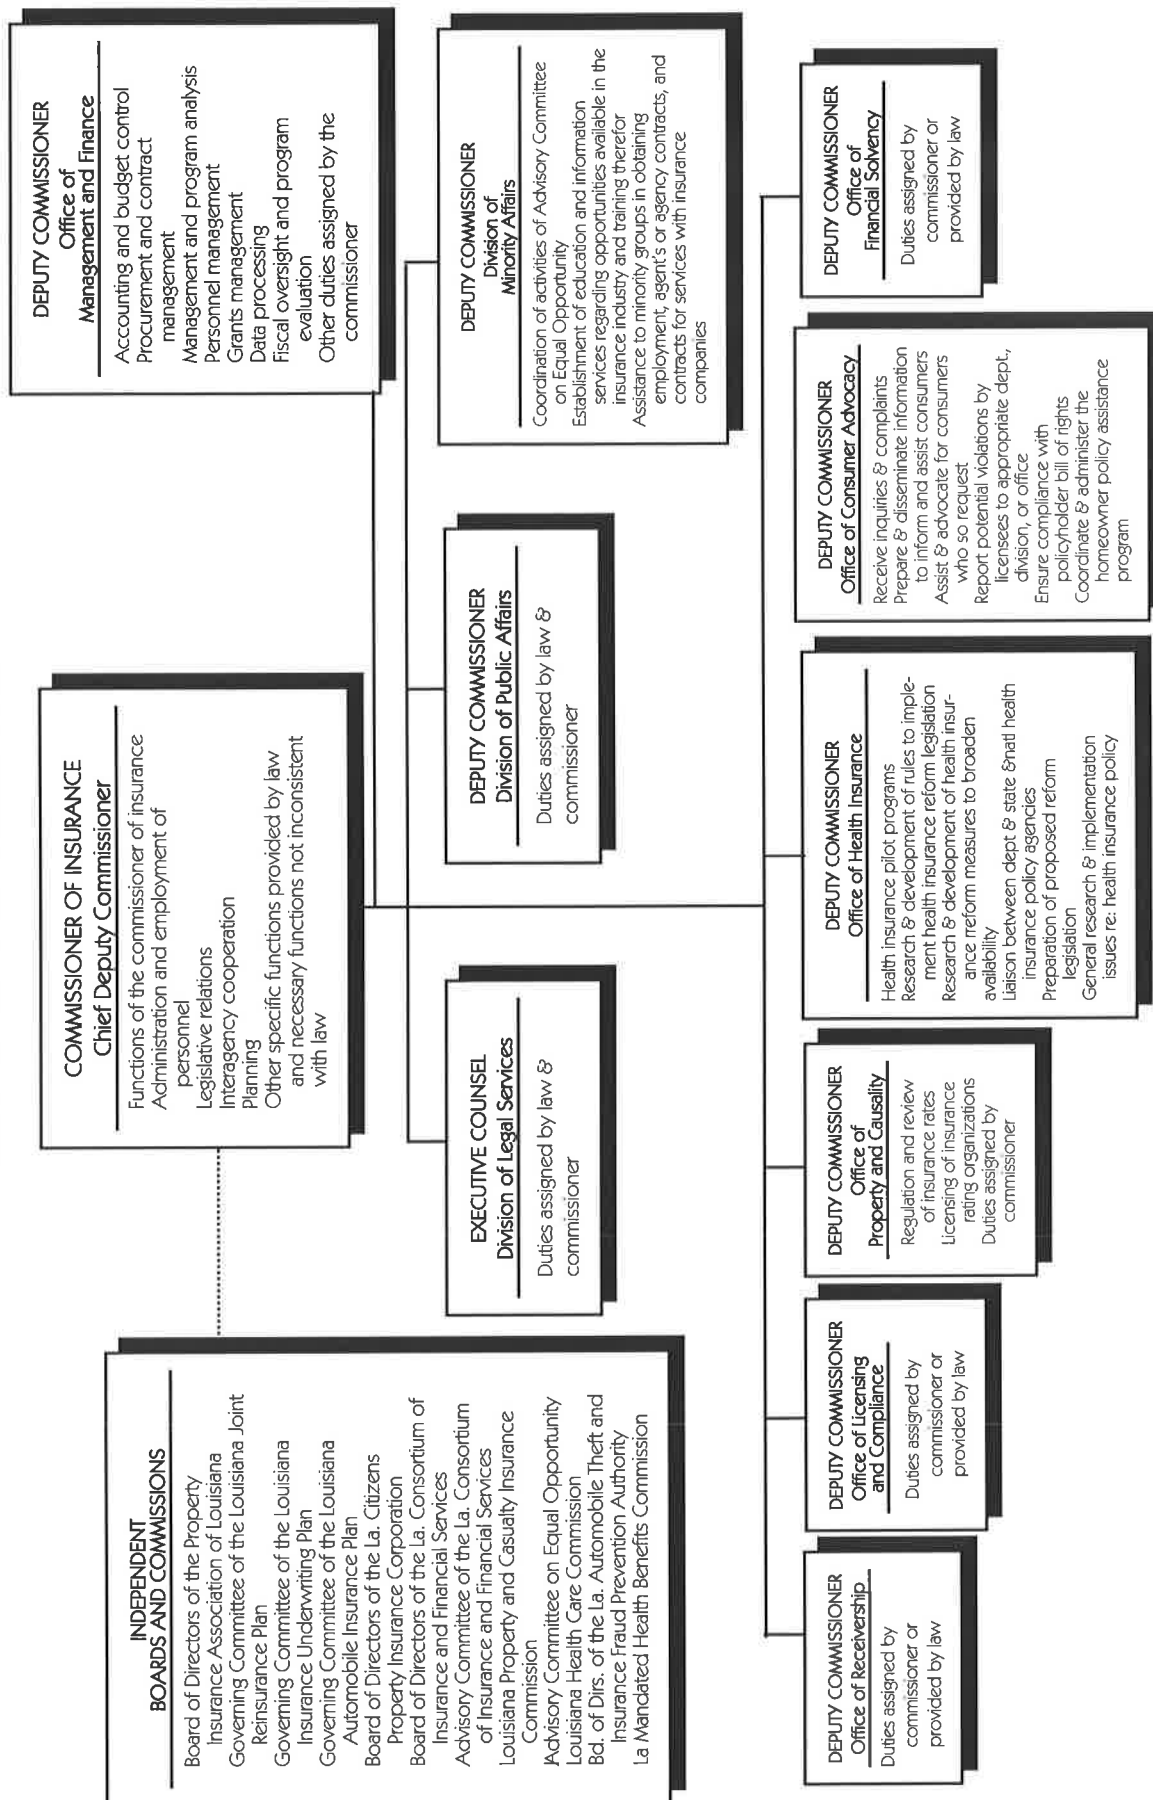 INDEPENDENT
BOARDS AND COMMISSIONS
Board of Directors of the Property
Insurance Association of Louisiana
Governing Committee of the Louisiana Joint
Reinsurance Plan
Governing Committee of the Louisiana
Insurance Underwriting Plan
Governing Committee of the Louisiana
Automobile Insurance Plan
Board of Directors of the La. Citizens
Property Insurance Corporation
Board of Directors of the La. Consortium of
Insurance and Financial Services
Advisory Committee of the La. Consortium
of Insurance and Financial Services
Louisiana Property and Casualty Insurance
Commission
Advisory Committee on Equal Opportunity
Louisiana Health Care Commission
Bd. of Dirs. of the La. Automobile Theft and
Insurance Fraud Prevention Authority
La Mandated Health Benefits Commission
COMMISSIONER OF INSURANCE
Chief Deputy Commissioner
Functions of the commissioner of insurance
Administration and employment of
personnel
Legislative relations
Interagency cooperation
Planning
Other specific functions provided by law
and necessary functions not inconsistent
with law
DEPUTY COMMISSIONER
Office of
Management and Finance
Accounting and budget control
Procurement and contract
management
Management and program analysis
Personnel management
Grants management
Data processing
Fiscal oversight and program
evaluation
Other duties assigned by the
commissioner
EXECUTIVE COUNSEL
Division of Legal Services
Duties assigned by law &
commissioner
DEPUTY COMMISSIONER
Division of Public Affairs
Duties assigned by law &
commissioner
DEPUTY COMMISSIONER
Division of
Minority Affairs
Coordination of activities of Advisory Committee
on Equal Opportunity
Establishment of education and information
services regarding opportunities available in the
insurance industry and training therefor
Assistance to minority groups in obtaining
employment, agent's or agency contracts, and
contracts for services with insurance
companies
DEPUTY COMMISSIONER
Office of Receivership
Duties assigned by
commissioner or
provided by law
DEPUTY COMMISSIONER
Office of Licensing
and Compliance
Duties assigned by
commissioner or
provided by law
DEPUTY COMMISSIONER
Office of
Property and Causality
Regulation and review
of insurance rates
Licensing of insurance
rating organizations
Duties assigned by
commissioner
DEPUTY COMMISSIONER
Office of Health Insurance
Health insurance pilot programs
Research & development of rules to imple-
ment health insurance reform legislation
Research & development of health insur-
ance rreform measures to broaden
availability
Liaison between dept & state &natl health
insurance policy agencies
Preparation of proposed reform
legislation
General research & implementation
issues re: health insurance policy
DEPUTY COMMISSIONER
Office of Consumer Advocacy
Receive inquiries & complaints
Prepare & disseminate information
to inform and assist consumers
Assist & advocate for consumers
who so request
Report potential violations by
licensees to appropriate dept.,
division, or office
Ensure compliance with
policyholder bill of rights
Coordinate & administer the
homeowner policy assistance
program
DEPUTY COMMISSIONER
Office of
Financial Solvency
Duties assigned by
commissioner or
provided by law